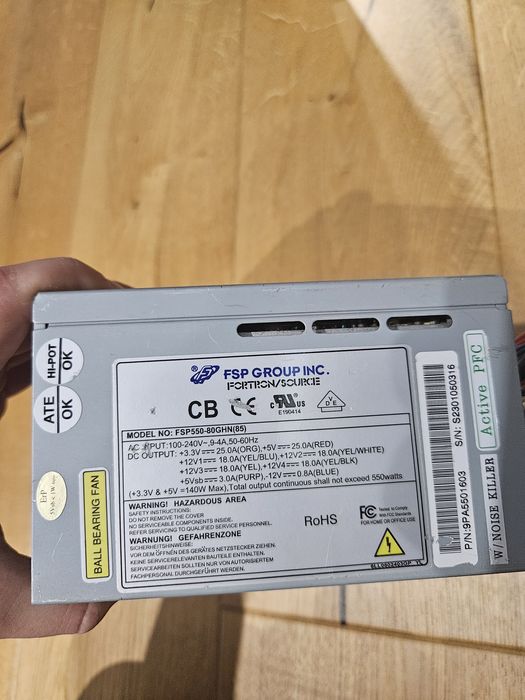 HI-POT
OK
ATE
OK
FSP GROUP INC.
FORTRON/SOURCE
CB CE c UL US
E190414
VDE
MODEL NO: FSP550-80GHN(85)
AC INPUT:100-240V~,9-4A,50-60Hz
DC OUTPUT: +3.3V⎓25.0A(ORG),+5V⎓25.0A(RED)
+12V1⎓18.0A(YEL/BLU),+12V2⎓18.0A(YEL/WHITE)
+12V3⎓18.0A(YEL),+12V4⎓18.0A(YEL/BLK)
+5Vsb⎓3.0A(PURP),-12V⎓0.8A(BLUE)
(+3.3V & +5V =140W Max),Total output continuous shall not exceed 550watts
WARNING! HAZARDOUS AREA
SAFETY INSTRUCTIONS:
DO NOT REMOVE THE COVER
NO SERVICEABLE COMPONENTS INSIDE.
REFER SERVICING TO QUALIFIED SERVICE PERSONNEL
WARNUNG! GEFAHRENZONE
SICHERHEITSHINWEISE:
VOR DEM ÖFFNEN DES GERÄTES NETZSTECKER ZIEHEN.
KEINE SERVICERELEVANTEN BAUTEILE ENTHALTEN.
SERVICEARBEITEN SOLLTEN NUR VON AUTORISIERTEM
FACHPERSONAL DURCHGEFÜHRT WERDEN
RoHS
FC Tested to Comply
With FCC Standards
FOR HOME OR OFFICE USE
ErP
BALL BEARING FAN
P/N:9PA5501603
S/N: S2301050316
W/NOISE KILLER
Active PFC